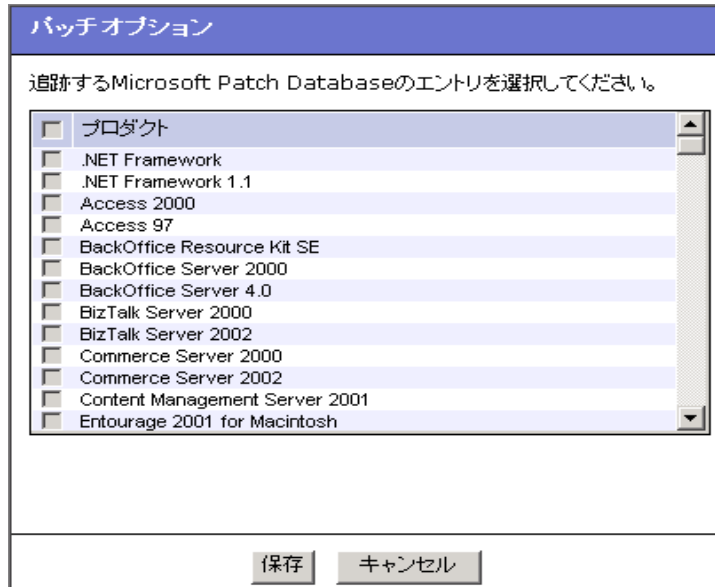 パッチオプション
追跡するMicrosoft Patch Databaseのエントリを選択してください。
プロダクト
.NET Framework
.NET Framework 1.1
Access 2000
Access 97
BackOffice Resource Kit SE
BackOffice Server 2000
BackOffice Server 4.0
BizTalk Server 2000
BizTalk Server 2002
Commerce Server 2000
Commerce Server 2002
Content Management Server 2001
Entourage 2001 for Macintosh
保存 キャンセル